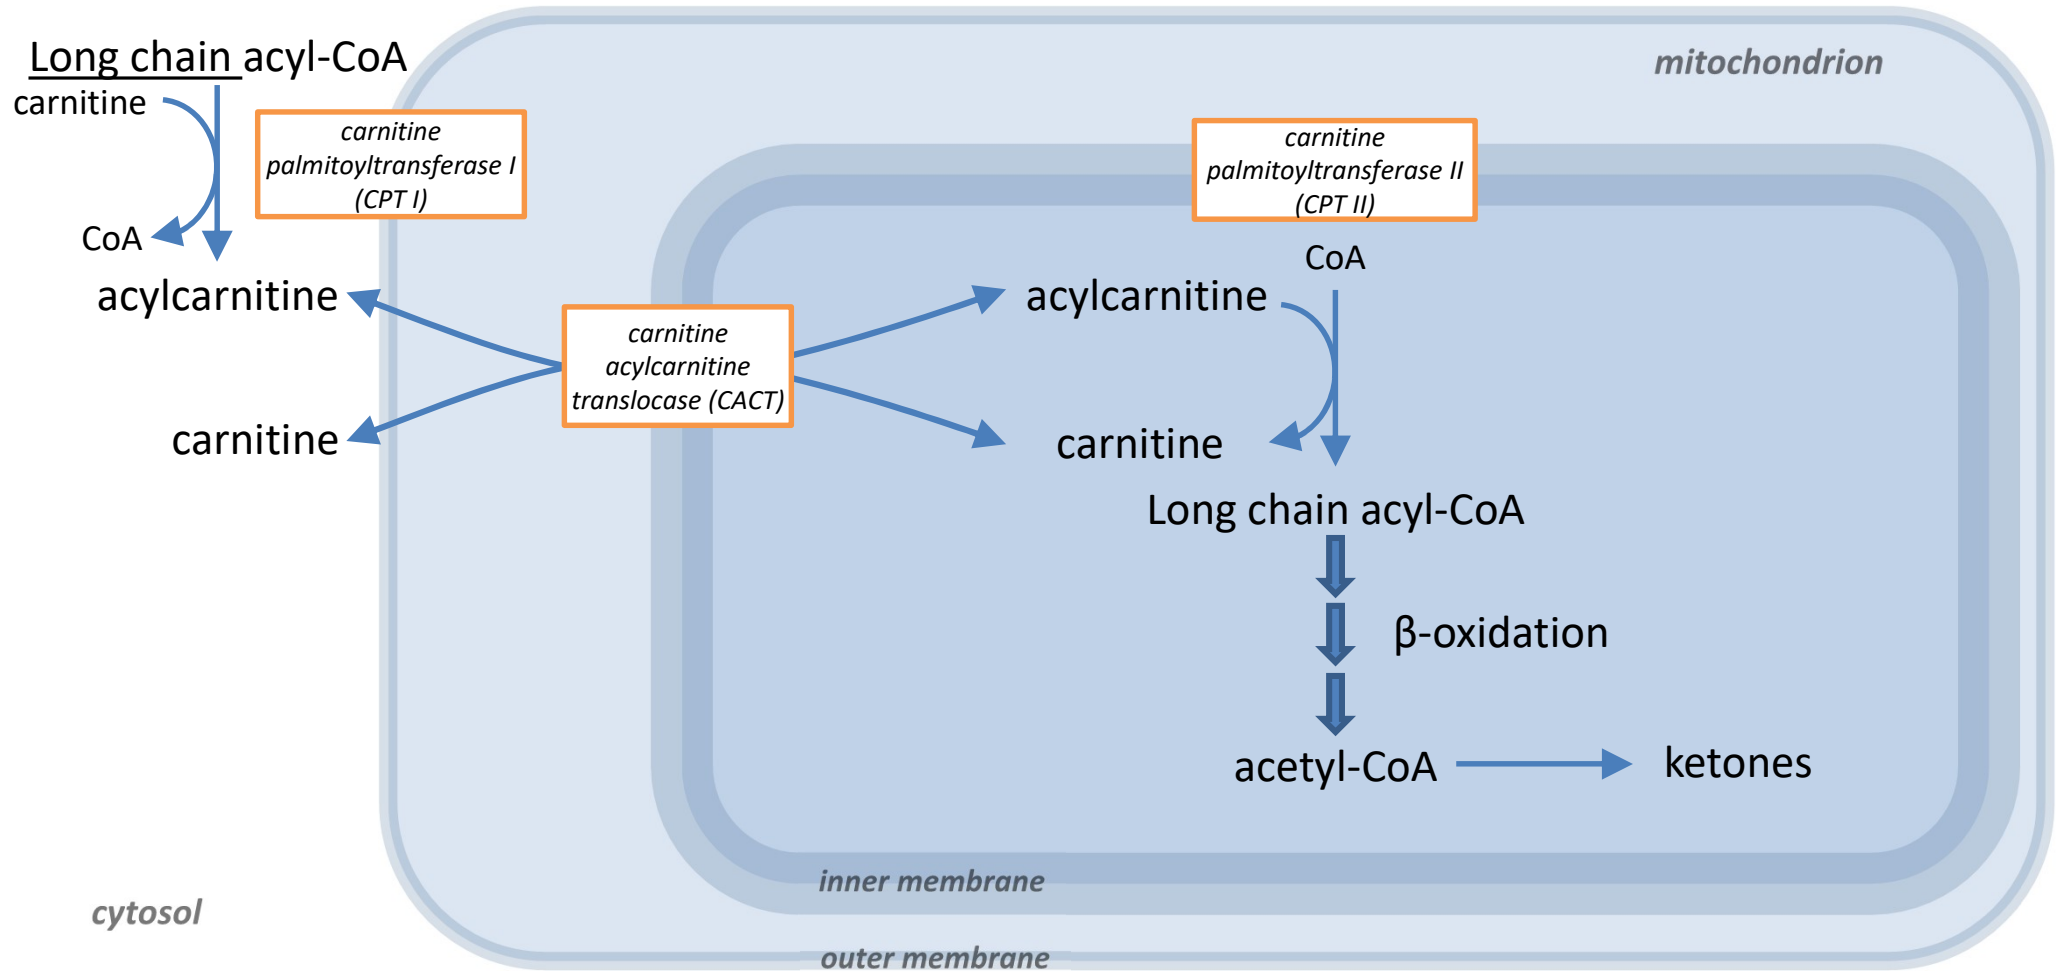 Long chain acyl-CoA
mitochondrion
carnitine
carnitine
palmitoyltransferase I
(CPT I)
carnitine
palmitoyltransferase II
(CPT II)
CoA
CoA
acylcarnitine
acylcarnitine
carnitine
acylcarnitine
translocase (CACT)
carnitine
carnitine
Long chain acyl-CoA
β-oxidation
acetyl-CoA
ketones
inner membrane
cytosol
outer membrane